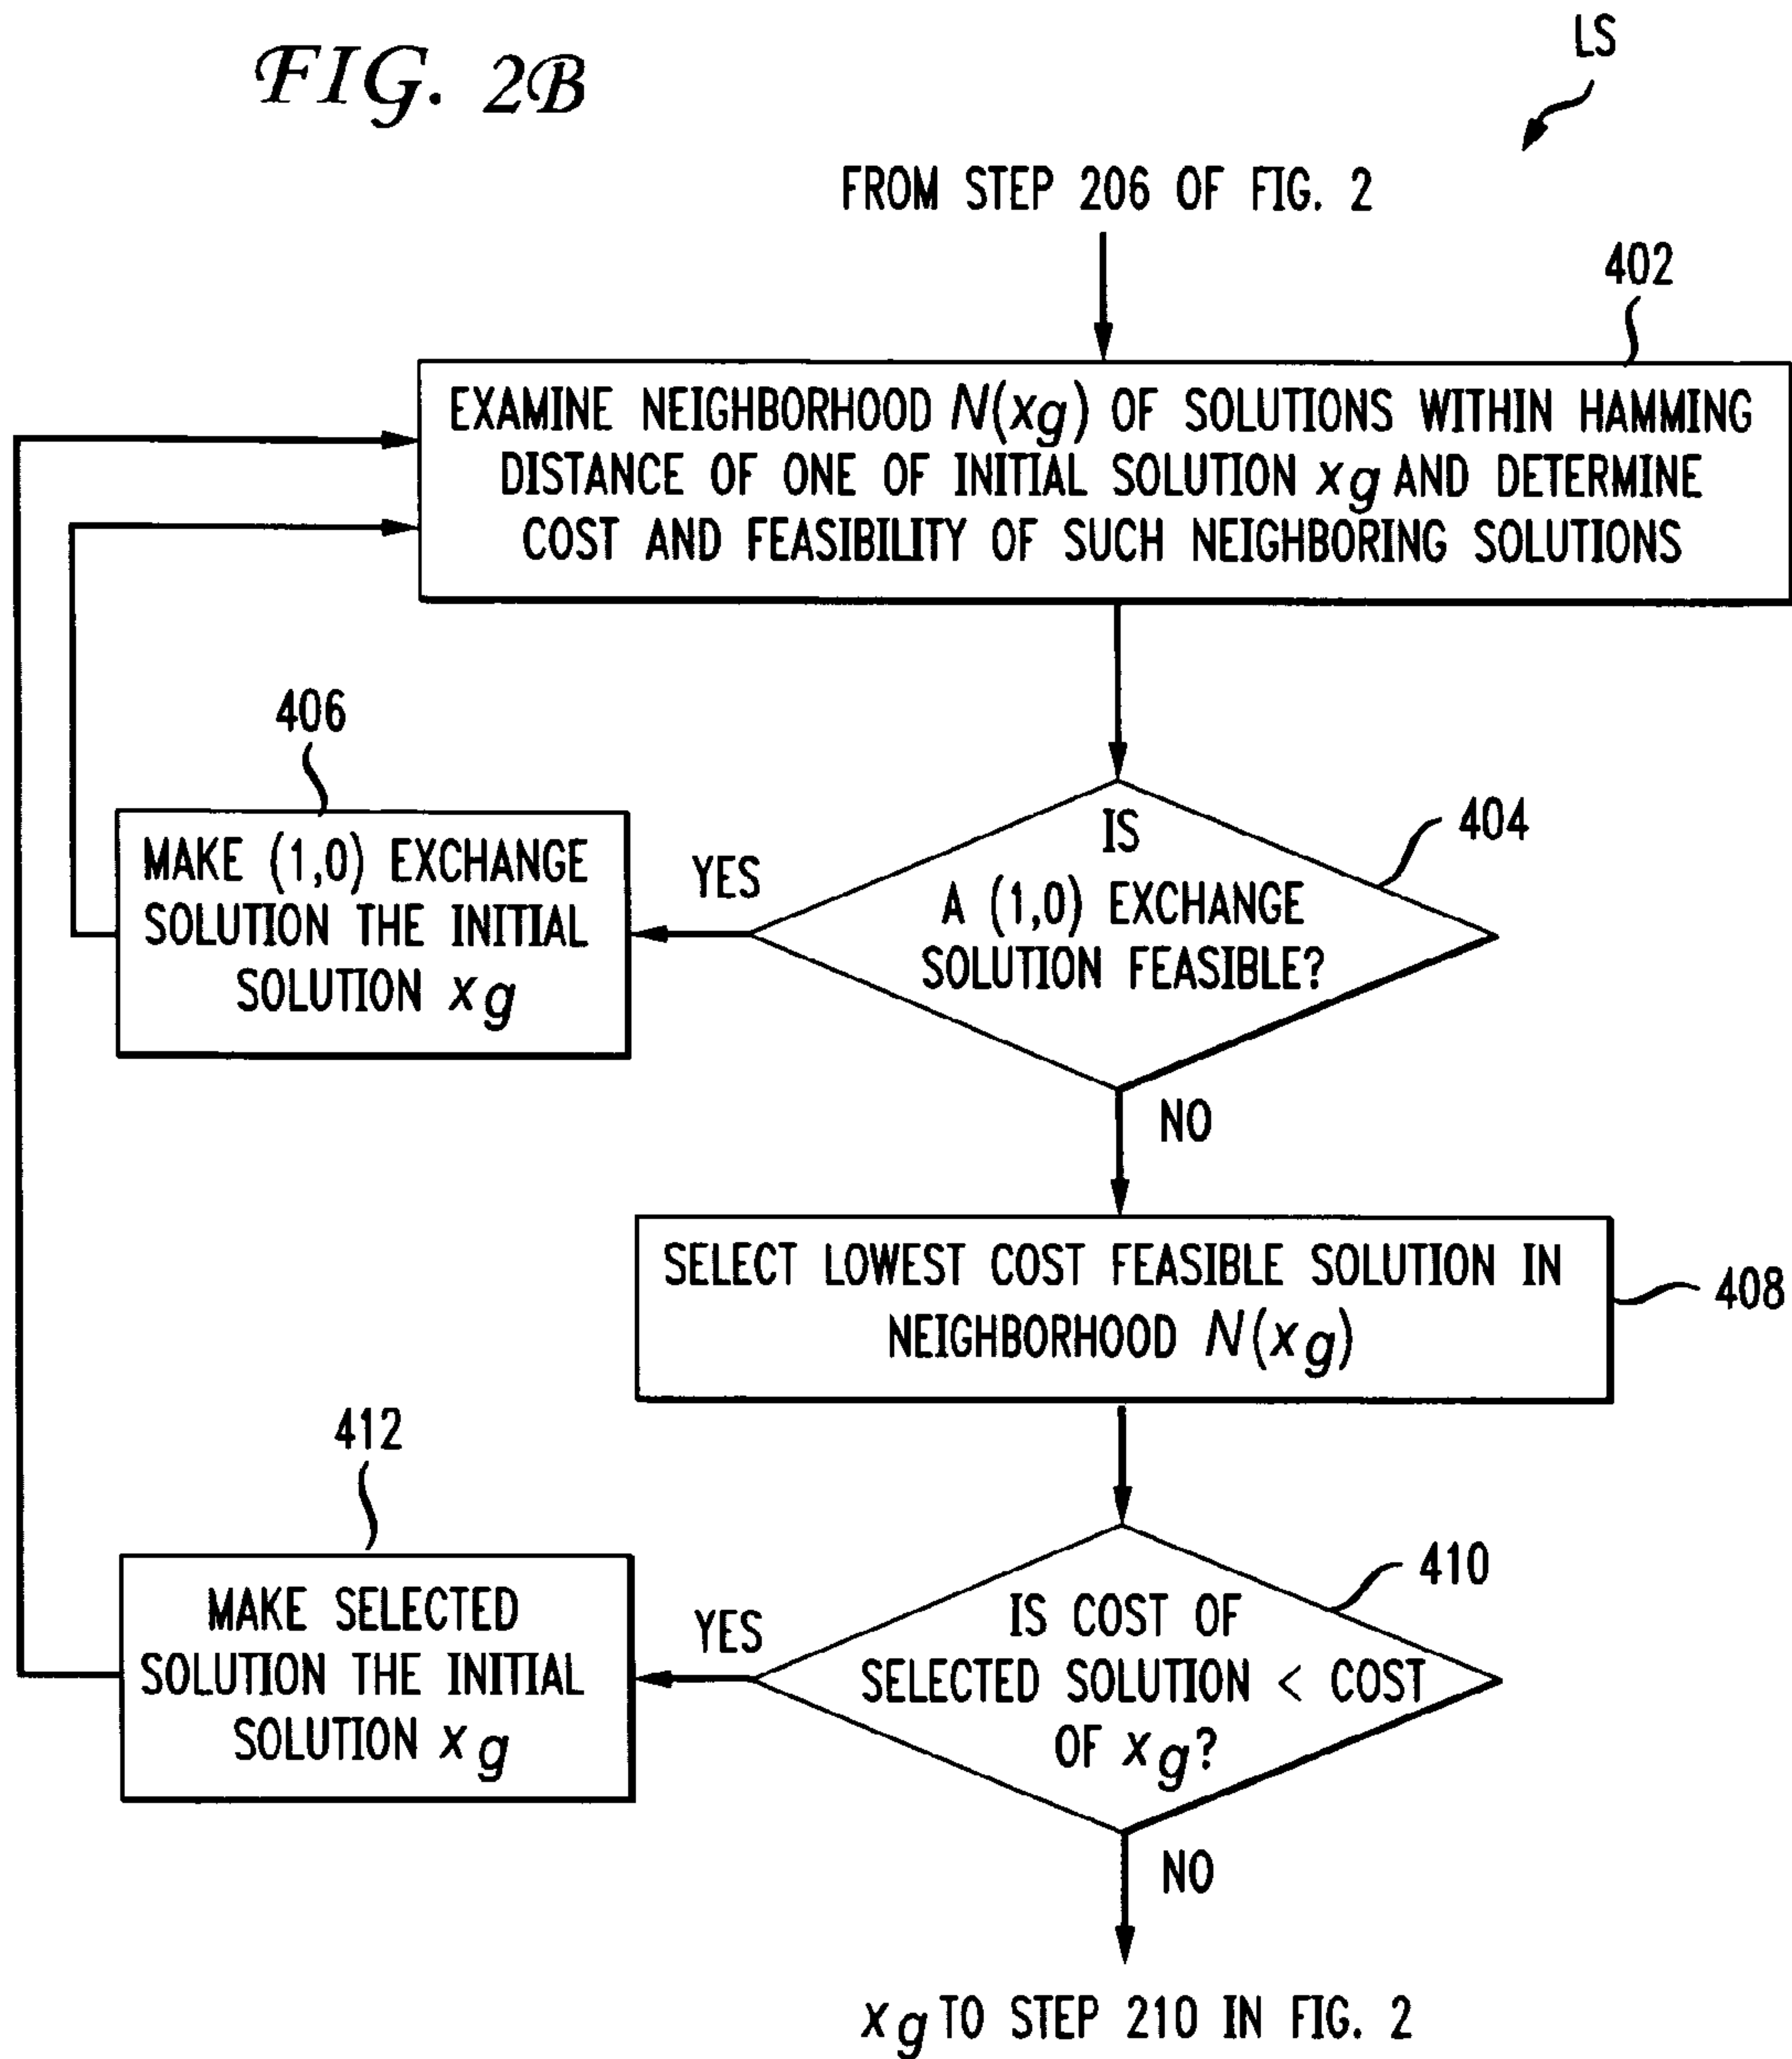 FIG. 2B
LS
FROM STEP 206 OF FIG. 2
402
EXAMINE NEIGHBORHOOD N(xg) OF SOLUTIONS WITHIN HAMMING
DISTANCE OF ONE OF INITIAL SOLUTION xg AND DETERMINE
COST AND FEASIBILITY OF SUCH NEIGHBORING SOLUTIONS
406
MAKE (1,0) EXCHANGE
SOLUTION THE INITIAL
SOLUTION xg
YES
404
IS
A (1,0) EXCHANGE
SOLUTION FEASIBLE?
NO
SELECT LOWEST COST FEASIBLE SOLUTION IN
NEIGHBORHOOD N(xg)
408
412
MAKE SELECTED
SOLUTION THE INITIAL
SOLUTION xg
YES
410
IS COST OF
SELECTED SOLUTION < COST
OF xg?
NO
xg TO STEP 210 IN FIG. 2